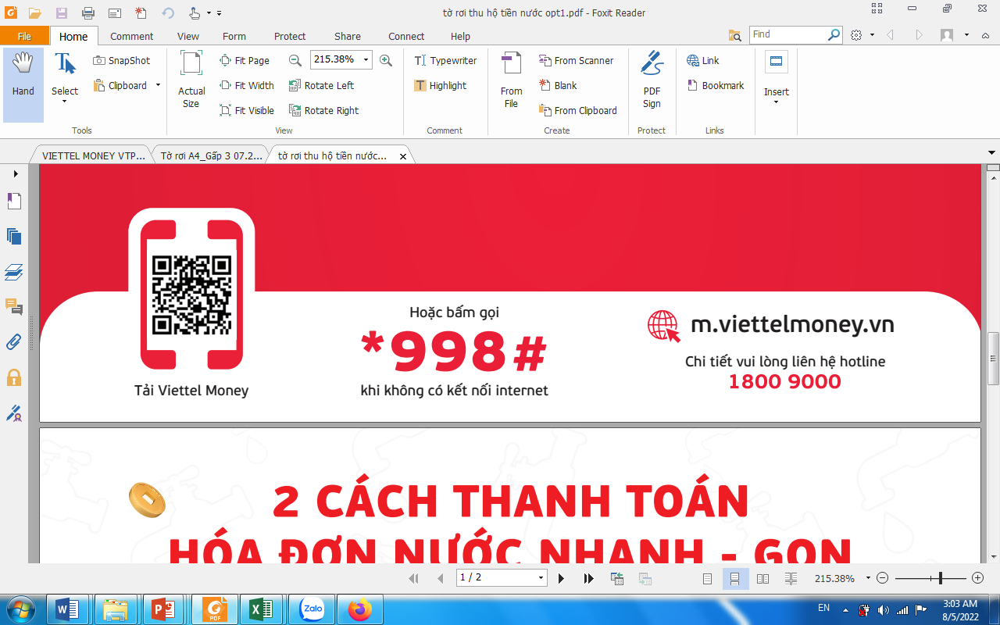 tờ rơi thu hộ tiền nước opt1.pdf - Foxit Reader
File Home Comment View Form Protect Share Connect Help Find
Hand
Select
SnapShot
Clipboard
Tools
Actual
Size
Fit Page
Fit Width
Fit Visible
215.38%
Rotate Left
Rotate Right
View
Typewriter
Highlight
Comment
From
File
From Scanner
Blank
From Clipboard
Create
PDF
Sign
Protect
Link
Bookmark
Links
Insert
VIETTEL MONEY VTP... Tờ rơi A4_Gấp 3 07.2... tờ rơi thu hộ tiền nước...
Tải Viettel Money
Hoặc bấm gọi
*998#
khi không có kết nối internet
m.viettelmoney.vn
Chi tiết vui lòng liên hệ hotline
1800 9000
2 CÁCH THANH TOÁN
HÓA ĐƠN NƯỚC NHANH - GỌN
1 / 2
215.38%
Zalo
PDF
EN
3:03 AM
8/5/2022